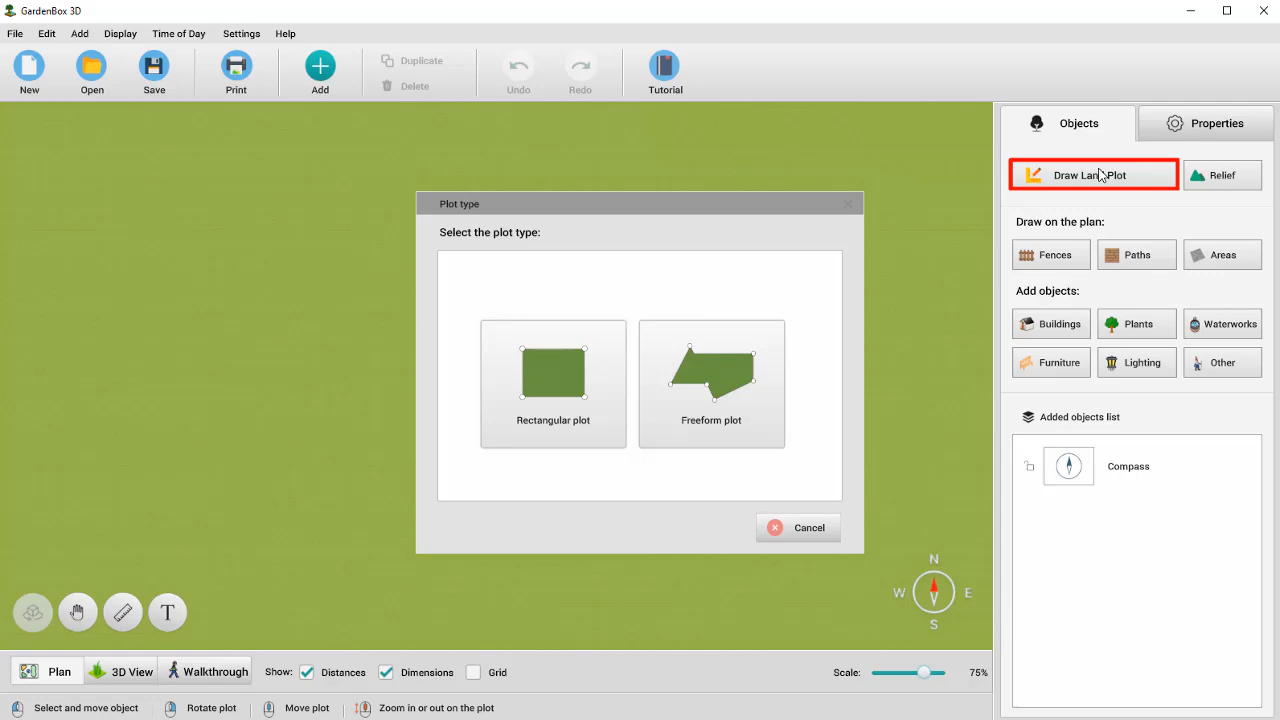 GardenBox 3D
File Edit Add Display Time of Day Settings Help
New Open Save Print Add Duplicate Delete Undo Redo Tutorial
Objects Properties
Draw Land Plot Relief
Draw on the plan:
Fences Paths Areas
Add objects:
Buildings Plants Waterworks
Furniture Lighting Other
Added objects list
Compass
Plot type
Select the plot type:
Rectangular plot Freeform plot
Cancel
N
W E
S
T
Plan 3D View Walkthrough Show: Distances Dimensions Grid Scale: 75%
Select and move object Rotate plot Move plot Zoom in or out on the plot